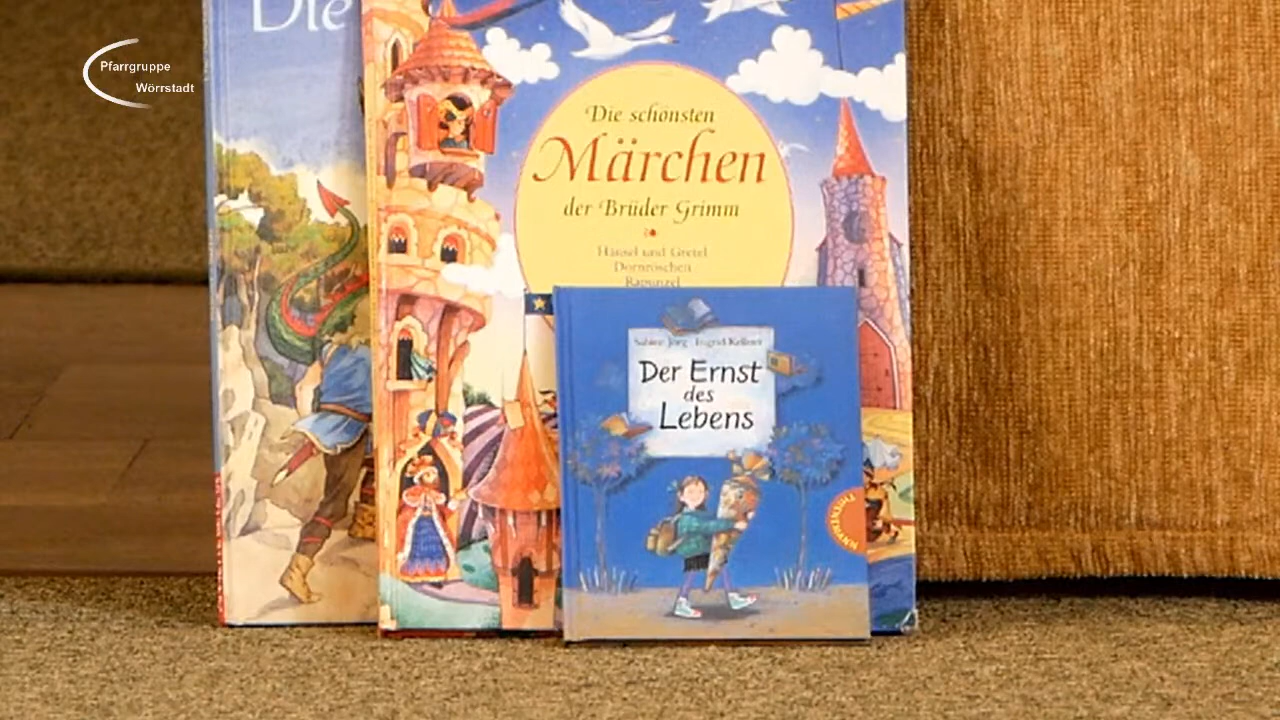 Pfarrgruppe
Wörrstadt
Die
Die schönsten
Märchen
der Brüder Grimm
Hänsel und Gretel
Dornröschen
Rapunzel
Sabine Jörg Ingrid Kellner
Der Ernst
des
Lebens
THIENEMANN